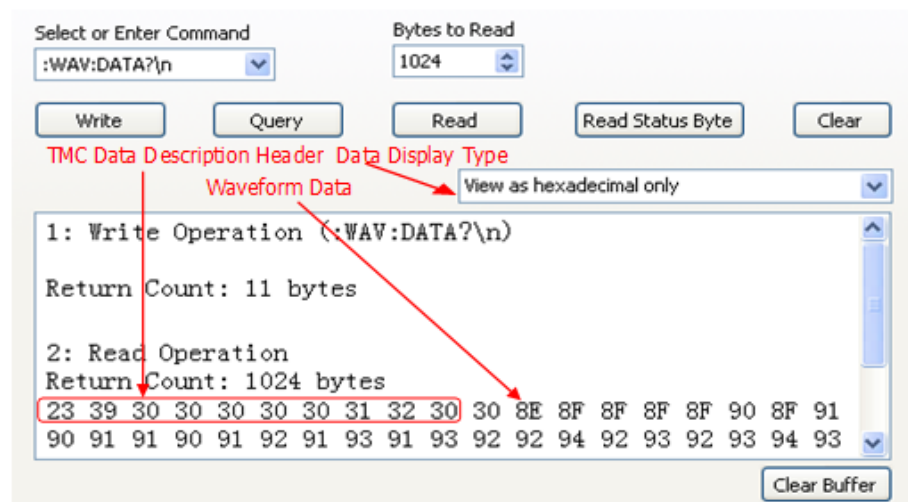 Select or Enter Command Bytes to Read
:WAV:DATA?\n 1024
Write Query Read Read Status Byte Clear
TMC Data Description Header Data Display Type
Waveform Data View as hexadecimal only
1: Write Operation (:WAV:DATA?\n)
Return Count: 11 bytes
2: Read Operation
Return Count: 1024 bytes
23 39 30 30 30 30 30 31 32 30 30 8E 8F 8F 8F 8F 90 8F 91
90 91 91 90 91 92 91 93 91 93 92 92 94 92 93 92 93 94 93
Clear Buffer